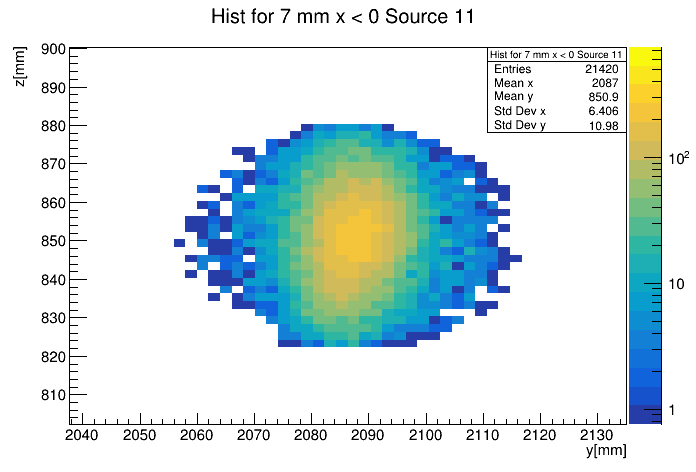 Hist for 7 mm x < 0 Source 11
z[mm]
Hist for 7 mm x < 0 Source 11
Entries 21420
Mean x 2087
Mean y 850.9
Std Dev x 6.406
Std Dev y 10.98
900
890
880
870
860
850
840
830
820
810
10²
10
1
2040 2050 2060 2070 2080 2090 2100 2110 2120 2130
y[mm]